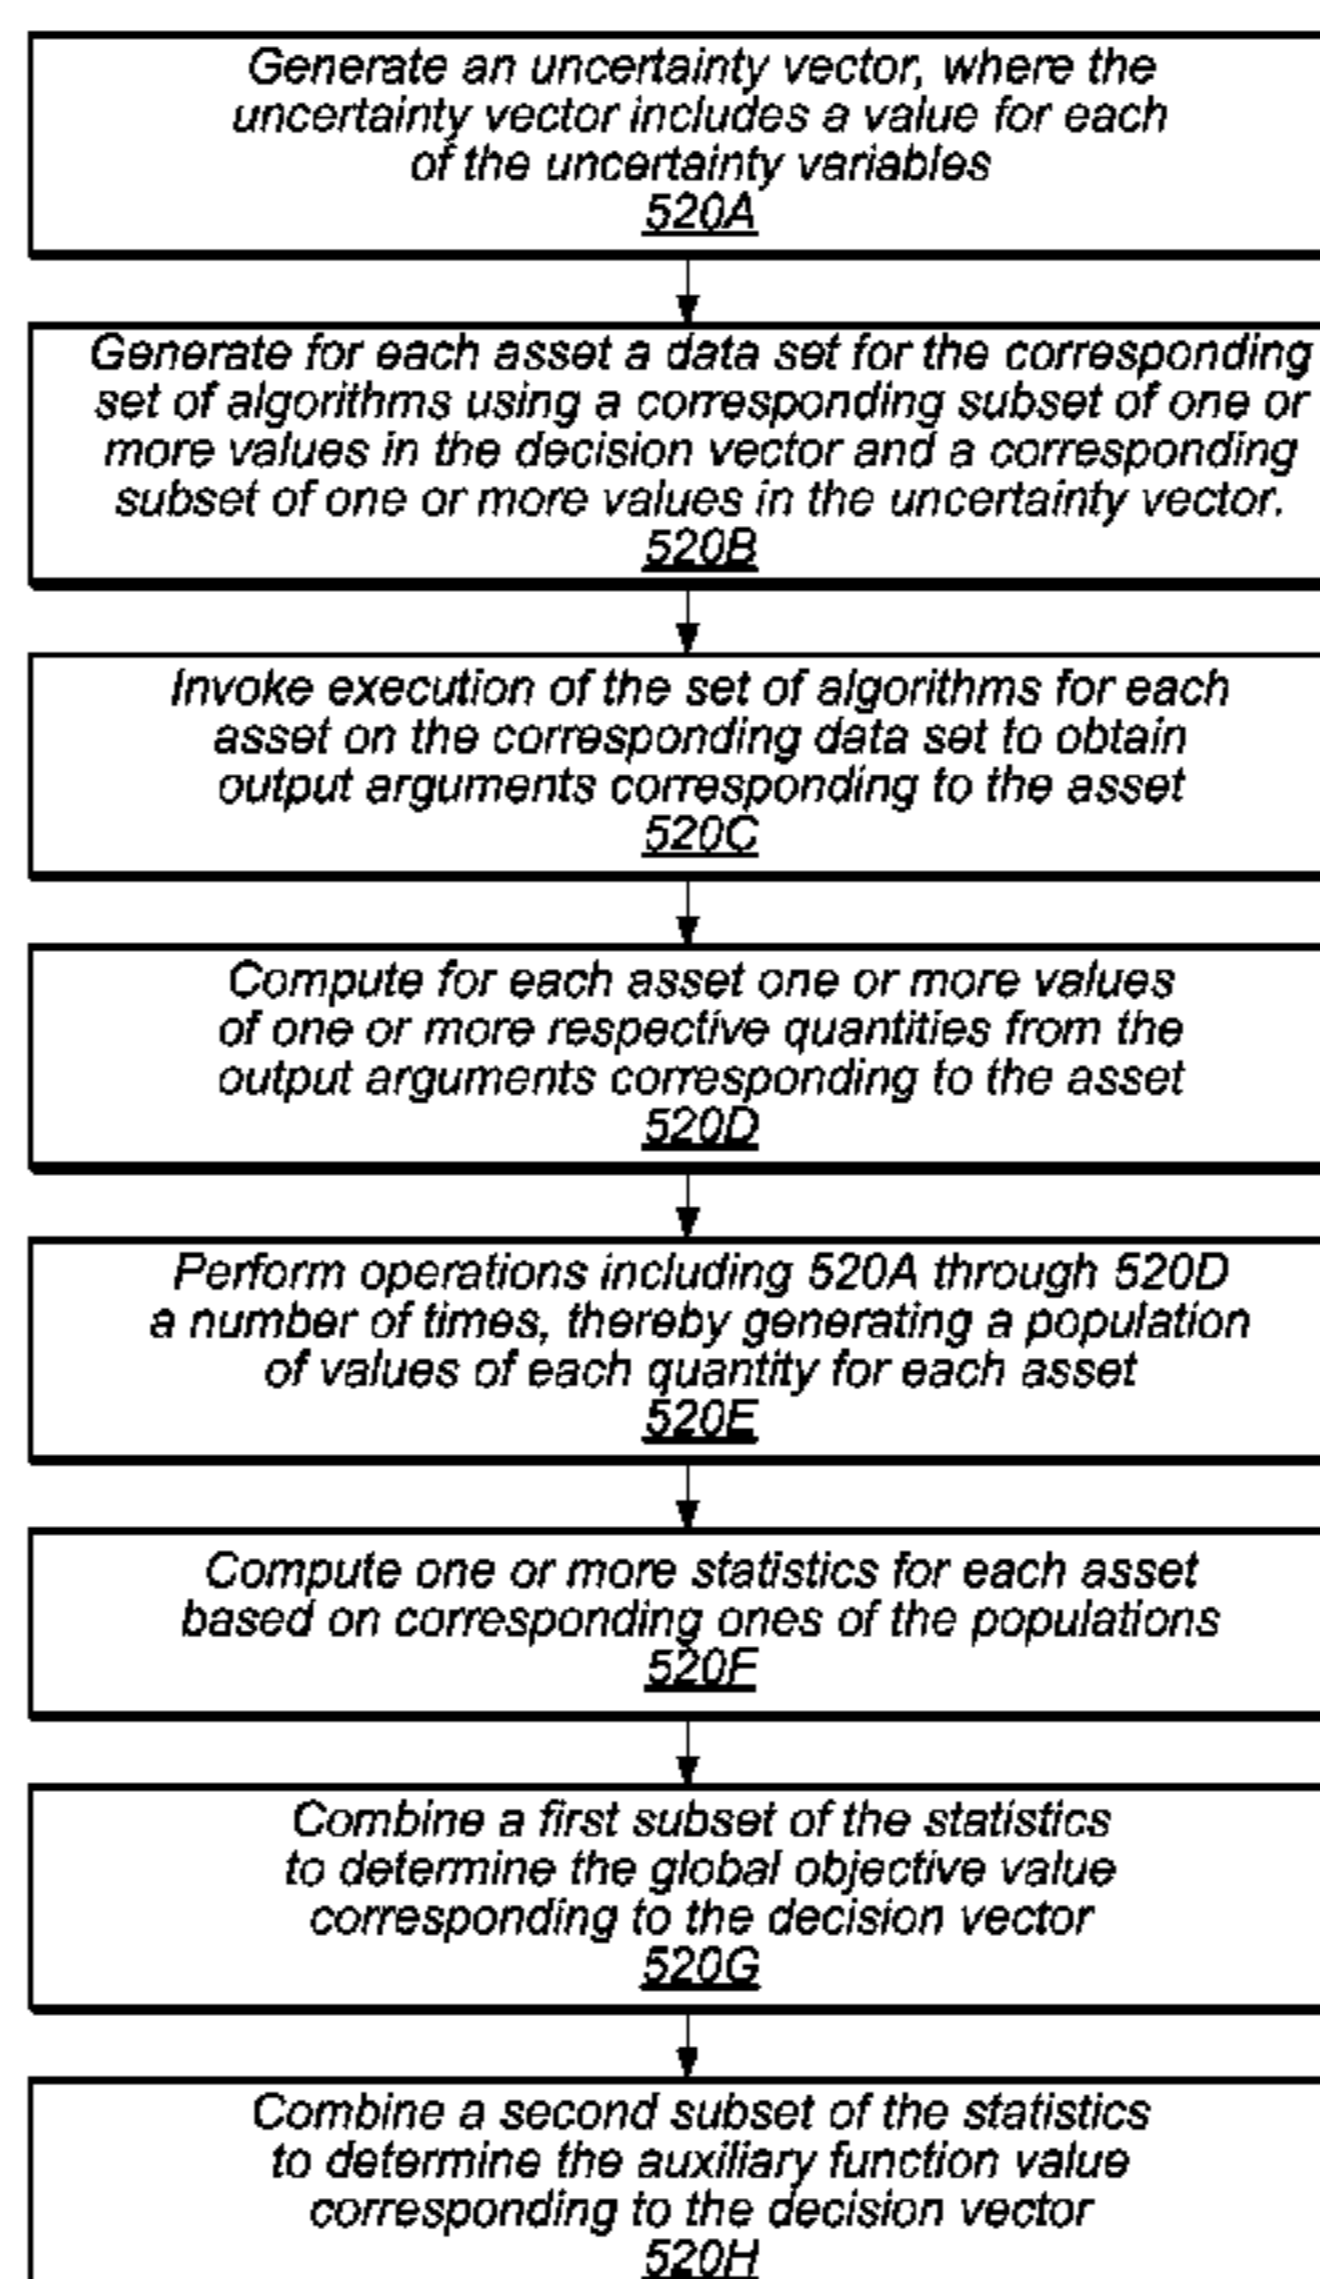 Generate an uncertainty vector, where the
uncertainty vector includes a value for each
of the uncertainty variables
520A
Generate for each asset a data set for the corresponding
set of algorithms using a corresponding subset of one or
more values in the decision vector and a corresponding
subset of one or more values in the uncertainty vector.
520B
Invoke execution of the set of algorithms for each
asset on the corresponding data set to obtain
output arguments corresponding to the asset
520C
Compute for each asset one or more values
of one or more respective quantities from the
output arguments corresponding to the asset
520D
Perform operations including 520A through 520D
a number of times, thereby generating a population
of values of each quantity for each asset
520E
Compute one or more statistics for each asset
based on corresponding ones of the populations
520F
Combine a first subset of the statistics
to determine the global objective value
corresponding to the decision vector
520G
Combine a second subset of the statistics
to determine the auxiliary function value
corresponding to the decision vector
520H